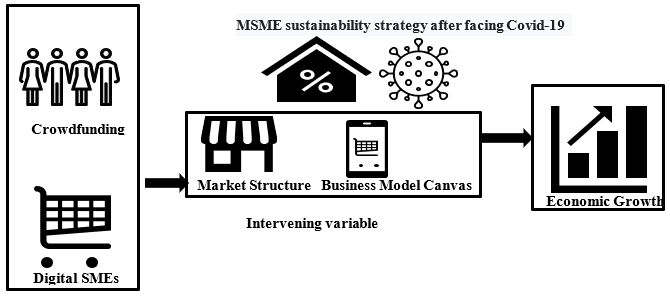 MSME sustainability strategy after facing Covid-19
%
Crowdfunding
Market Structure
Business Model Canvas
Economic Growth
Intervening variable
Digital SMEs